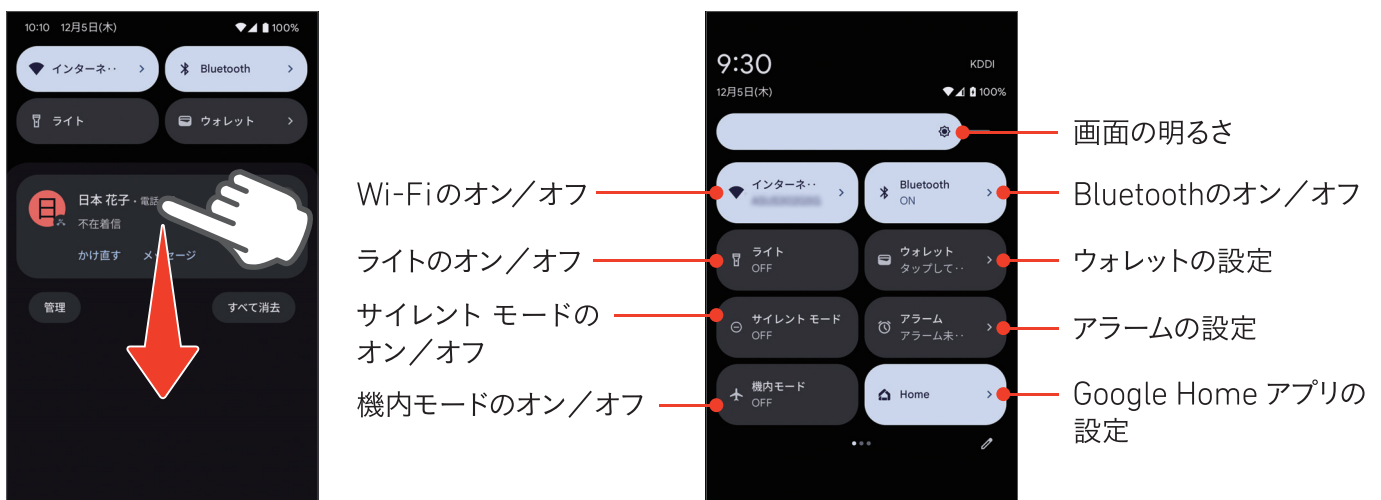 10:10 12月5日(木) 100%
インターネ‥ Bluetooth
ライト ウォレット
日
日本 花子・電話
不在着信
かけ直す メッセージ
管理 すべて消去
Wi-Fiのオン／オフ
ライトのオン／オフ
サイレント モードの
オン／オフ
機内モードのオン／オフ
9:30 KDDI
12月5日(木) 100%
インターネ‥
Bluetooth
ON
ライト
OFF
ウォレット
タップして‥
サイレント モード
OFF
アラーム
アラーム未‥
機内モード
OFF
Home
画面の明るさ
Bluetoothのオン／オフ
ウォレットの設定
アラームの設定
Google Home アプリの
設定